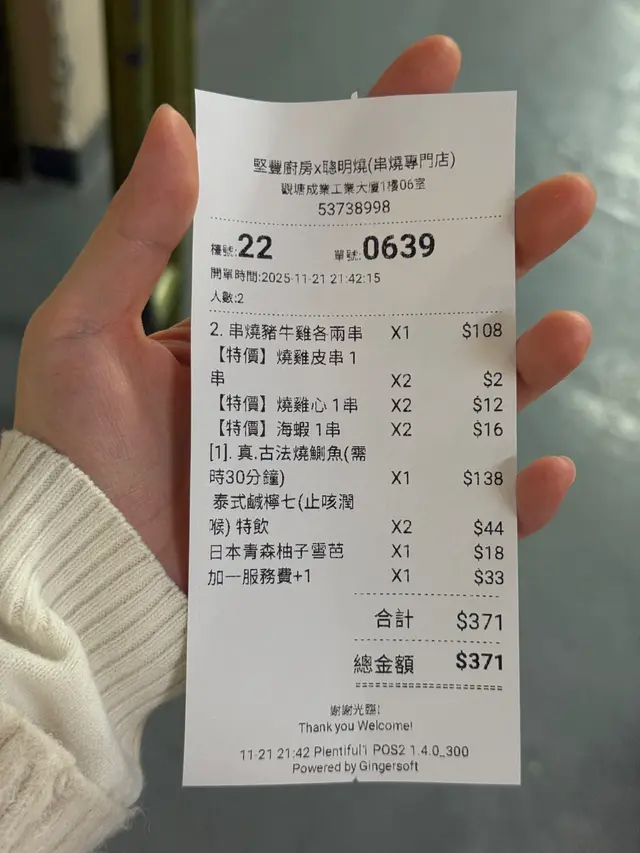 堅豐廚房x聰明燒(串燒專門店)
觀塘成業工業大廈1樓06室
53738998
檯號:22 單號:0639
開單時間:2025-11-21 21:42:15
人數:2
2. 串燒豬牛雞各兩串 X1 $108
【特價】燒雞皮串 1
串 X2 $2
【特價】燒雞心 1串 X2 $12
【特價】海蝦 1串 X2 $16
[1]. 真.古法燒鰂魚(需
時30分鐘) X1 $138
泰式鹹檸七(止咳潤
喉) 特飲 X2 $44
日本青森柚子雪芭 X1 $18
加一服務費+1 X1 $33
合計 $371
總金額 $371
謝謝光臨!
Thank you Welcome!
11-21 21:42 Plentiful1 POS2 1.4.0_300
Powered by Gingersoft